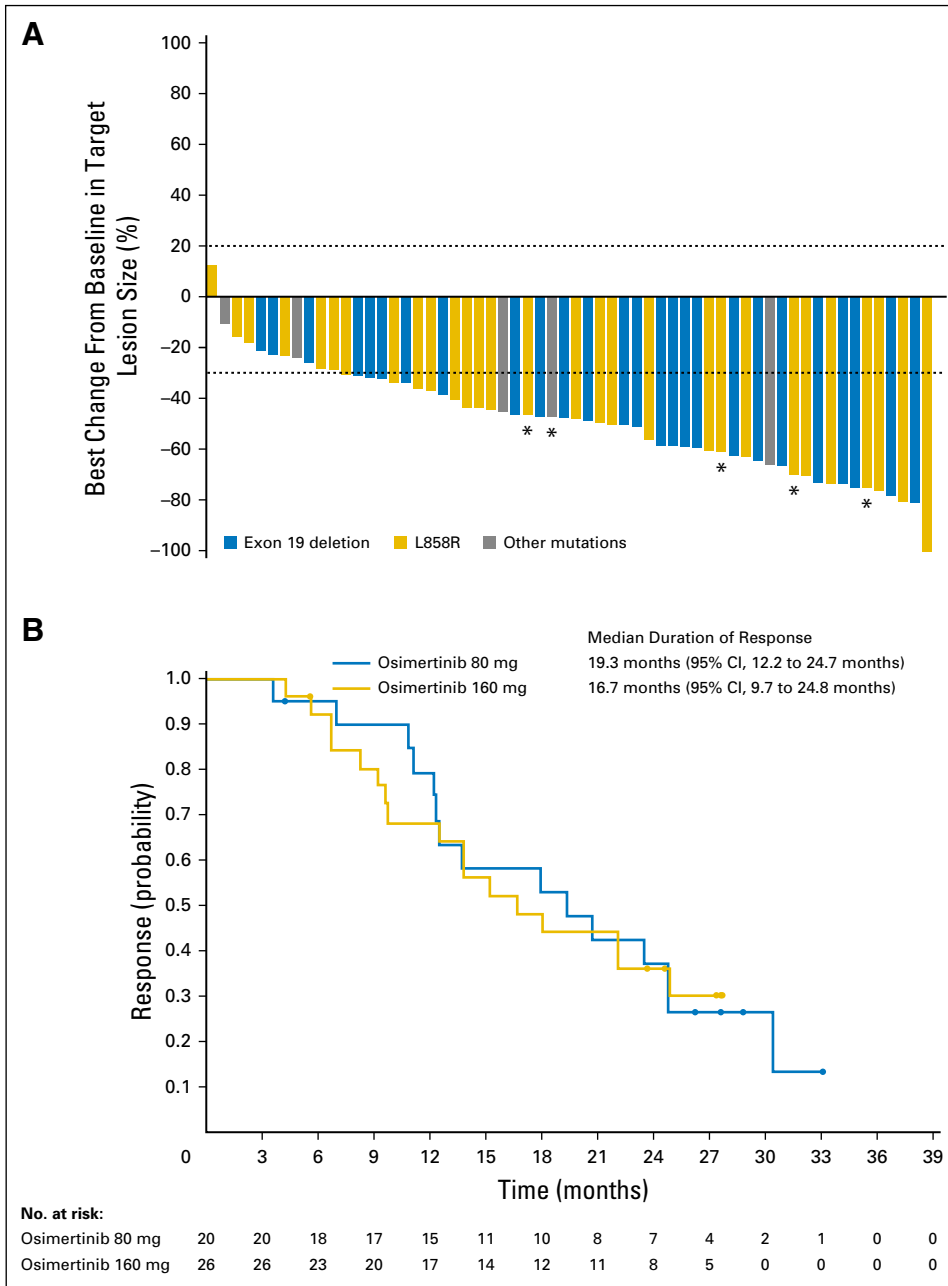 A
Best Change From Baseline in Target
Lesion Size (%)
100
80
60
40
20
0
−20
−40
−60
−80
−100
* * * * *
Exon 19 deletion L858R Other mutations
B
Median Duration of Response
Osimertinib 80 mg 19.3 months (95% CI, 12.2 to 24.7 months)
Osimertinib 160 mg 16.7 months (95% CI, 9.7 to 24.8 months)
Response (probability)
1.0
0.9
0.8
0.7
0.6
0.5
0.4
0.3
0.2
0.1
0 3 6 9 12 15 18 21 24 27 30 33 36 39
Time (months)
No. at risk:
Osimertinib 80 mg 20 20 18 17 15 11 10 8 7 4 2 1 0 0
Osimertinib 160 mg 26 26 23 20 17 14 12 11 8 5 0 0 0 0